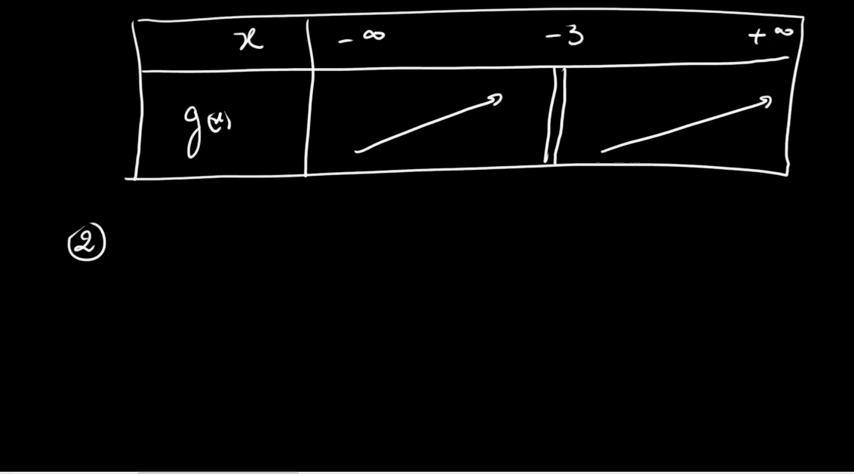 x -∞ -3 +∞
g(x)
②